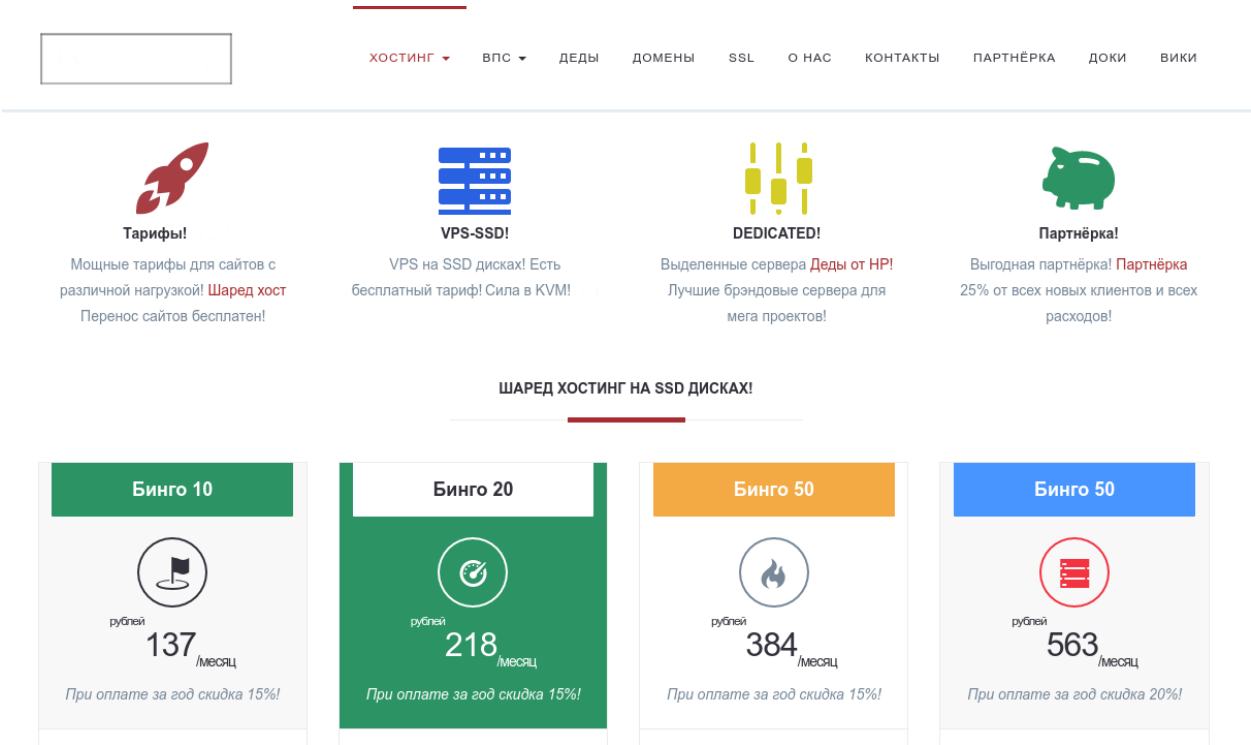 ХОСТИНГ ВПС ДЕДЫ ДОМЕНЫ SSL О НАС КОНТАКТЫ ПАРТНЁРКА ДОКИ ВИКИ
Тарифы!
Мощные тарифы для сайтов с
различной нагрузкой! Шаред хост
Перенос сайтов бесплатен!
VPS-SSD!
VPS на SSD дисках! Есть
бесплатный тариф! Сила в KVM!
DEDICATED!
Выделенные сервера Деды от HP!
Лучшие брэндовые сервера для
мега проектов!
Партнёрка!
Выгодная партнёрка! Партнёрка
25% от всех новых клиентов и всех
расходов!
ШАРЕД ХОСТИНГ НА SSD ДИСКАХ!
Бинго 10
рублей
137 /месяц
При оплате за год скидка 15%!
Бинго 20
рублей
218 /месяц
При оплате за год скидка 15%!
Бинго 50
рублей
384 /месяц
При оплате за год скидка 15%!
Бинго 50
рублей
563 /месяц
При оплате за год скидка 20%!